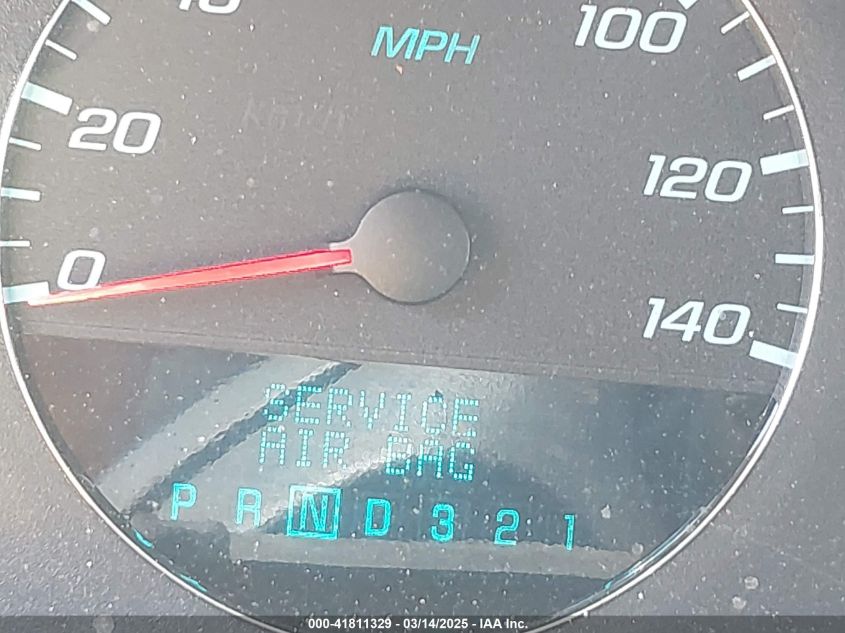 MPH
100
20
120
0
140
SERVICE
AIR BAG
P R N D 3 2 1
000-41811329 - 03/14/2025 - IAA Inc.